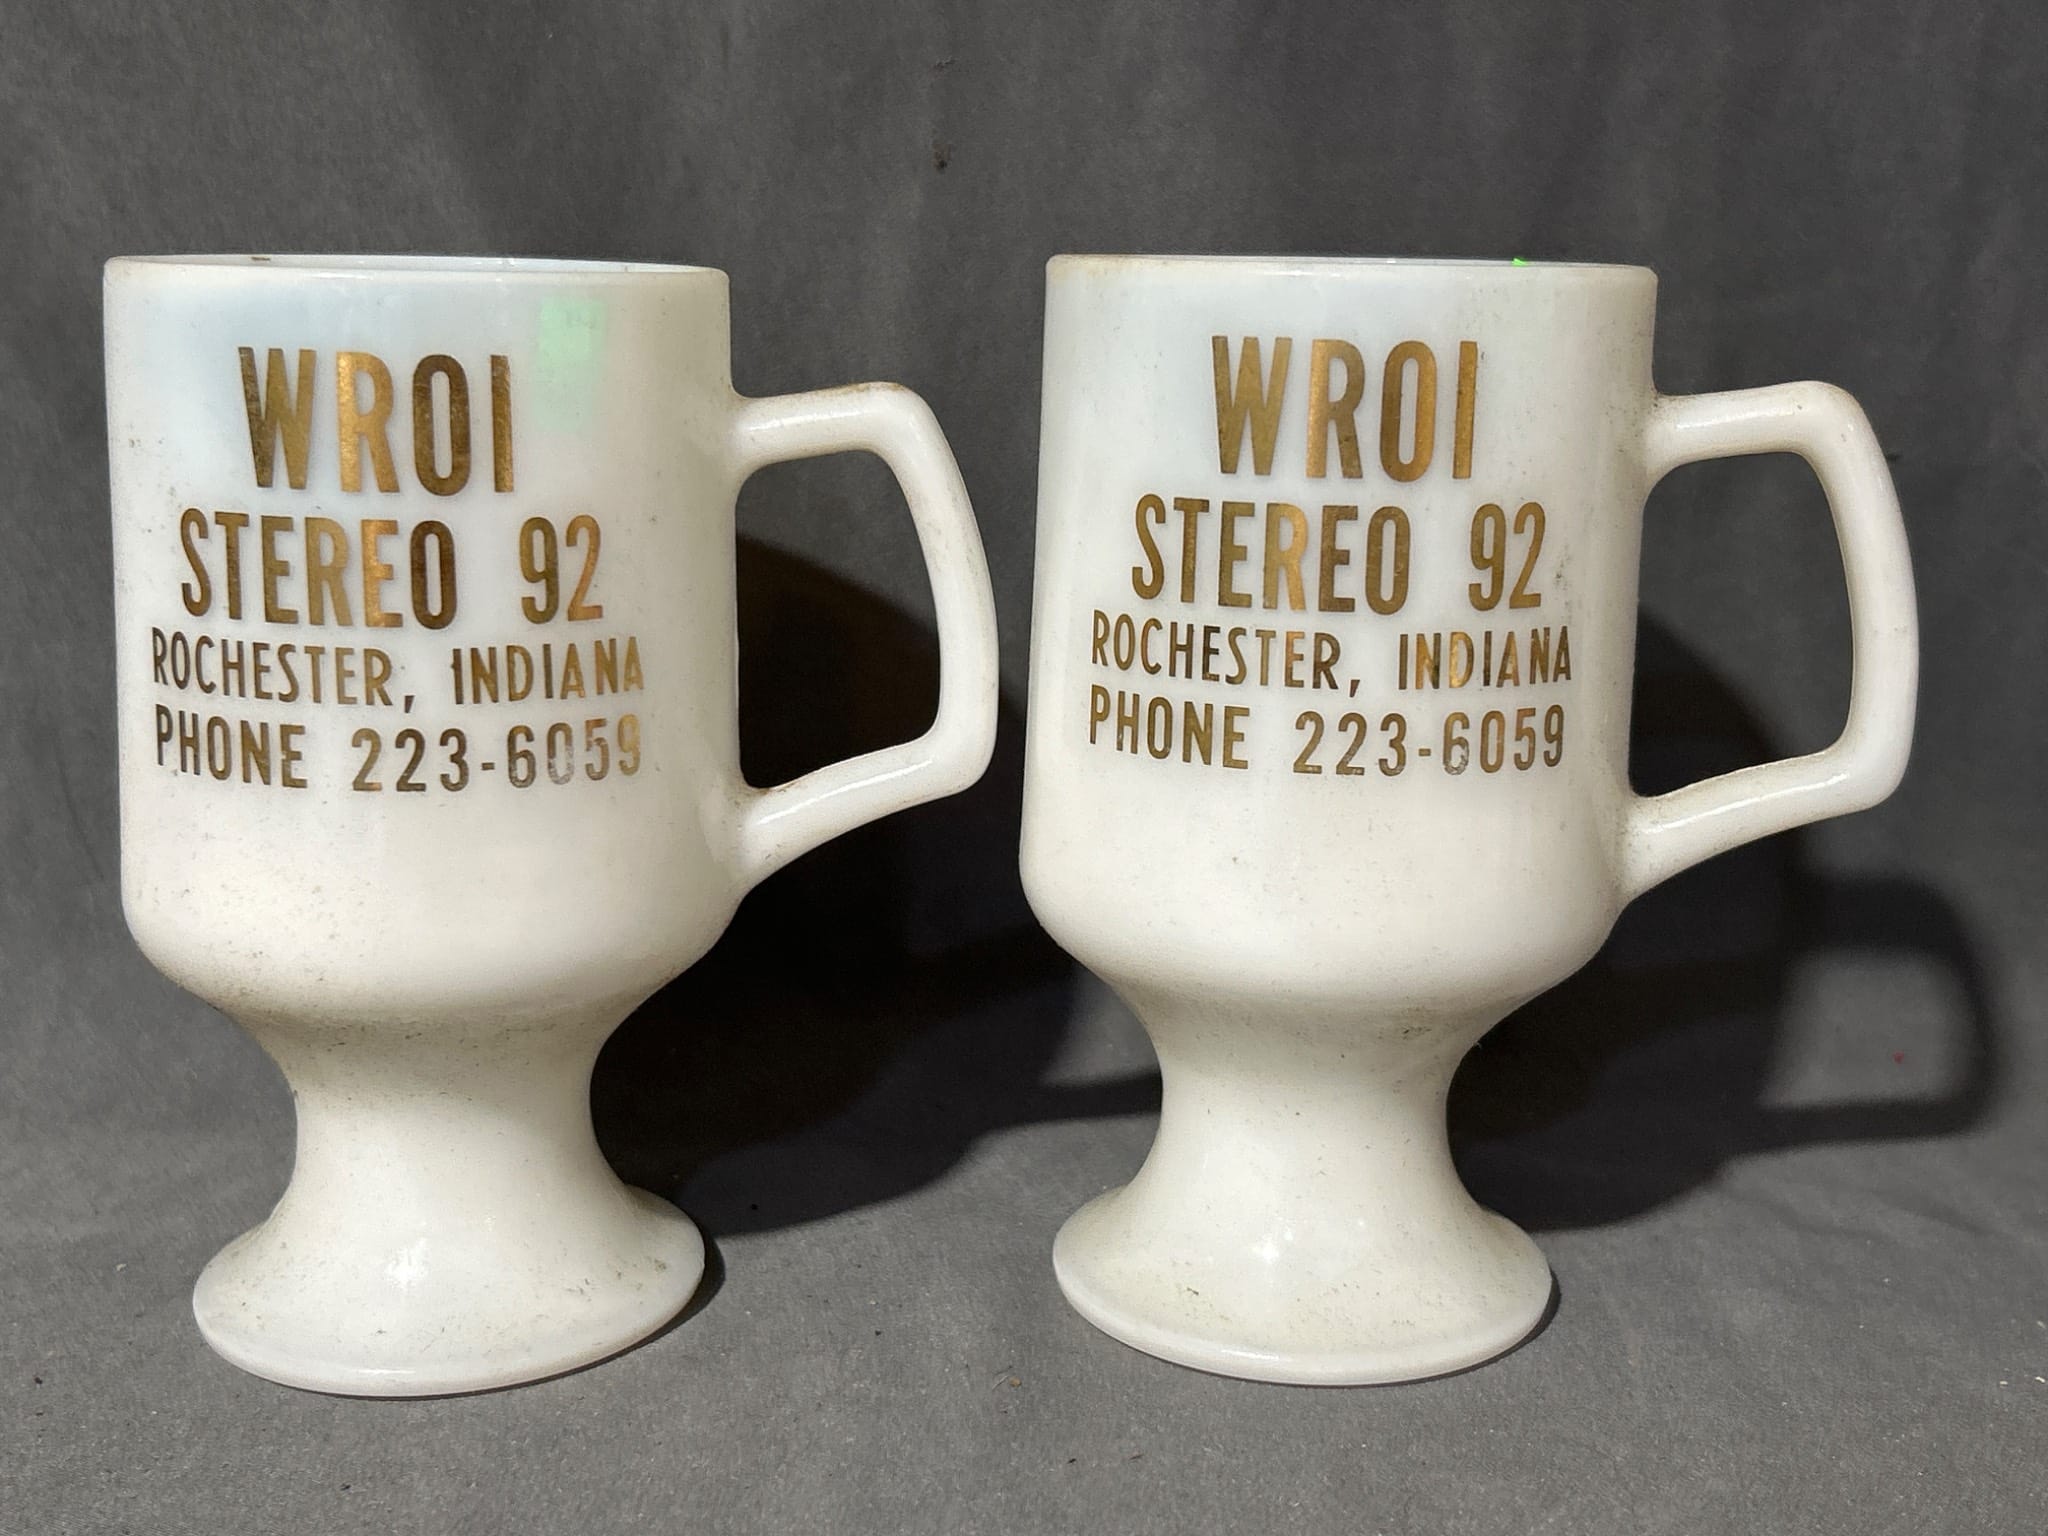 WROI
STEREO 92
ROCHESTER, INDIANA
PHONE 223-6059
WROI
STEREO 92
ROCHESTER, INDIANA
PHONE 223-6059